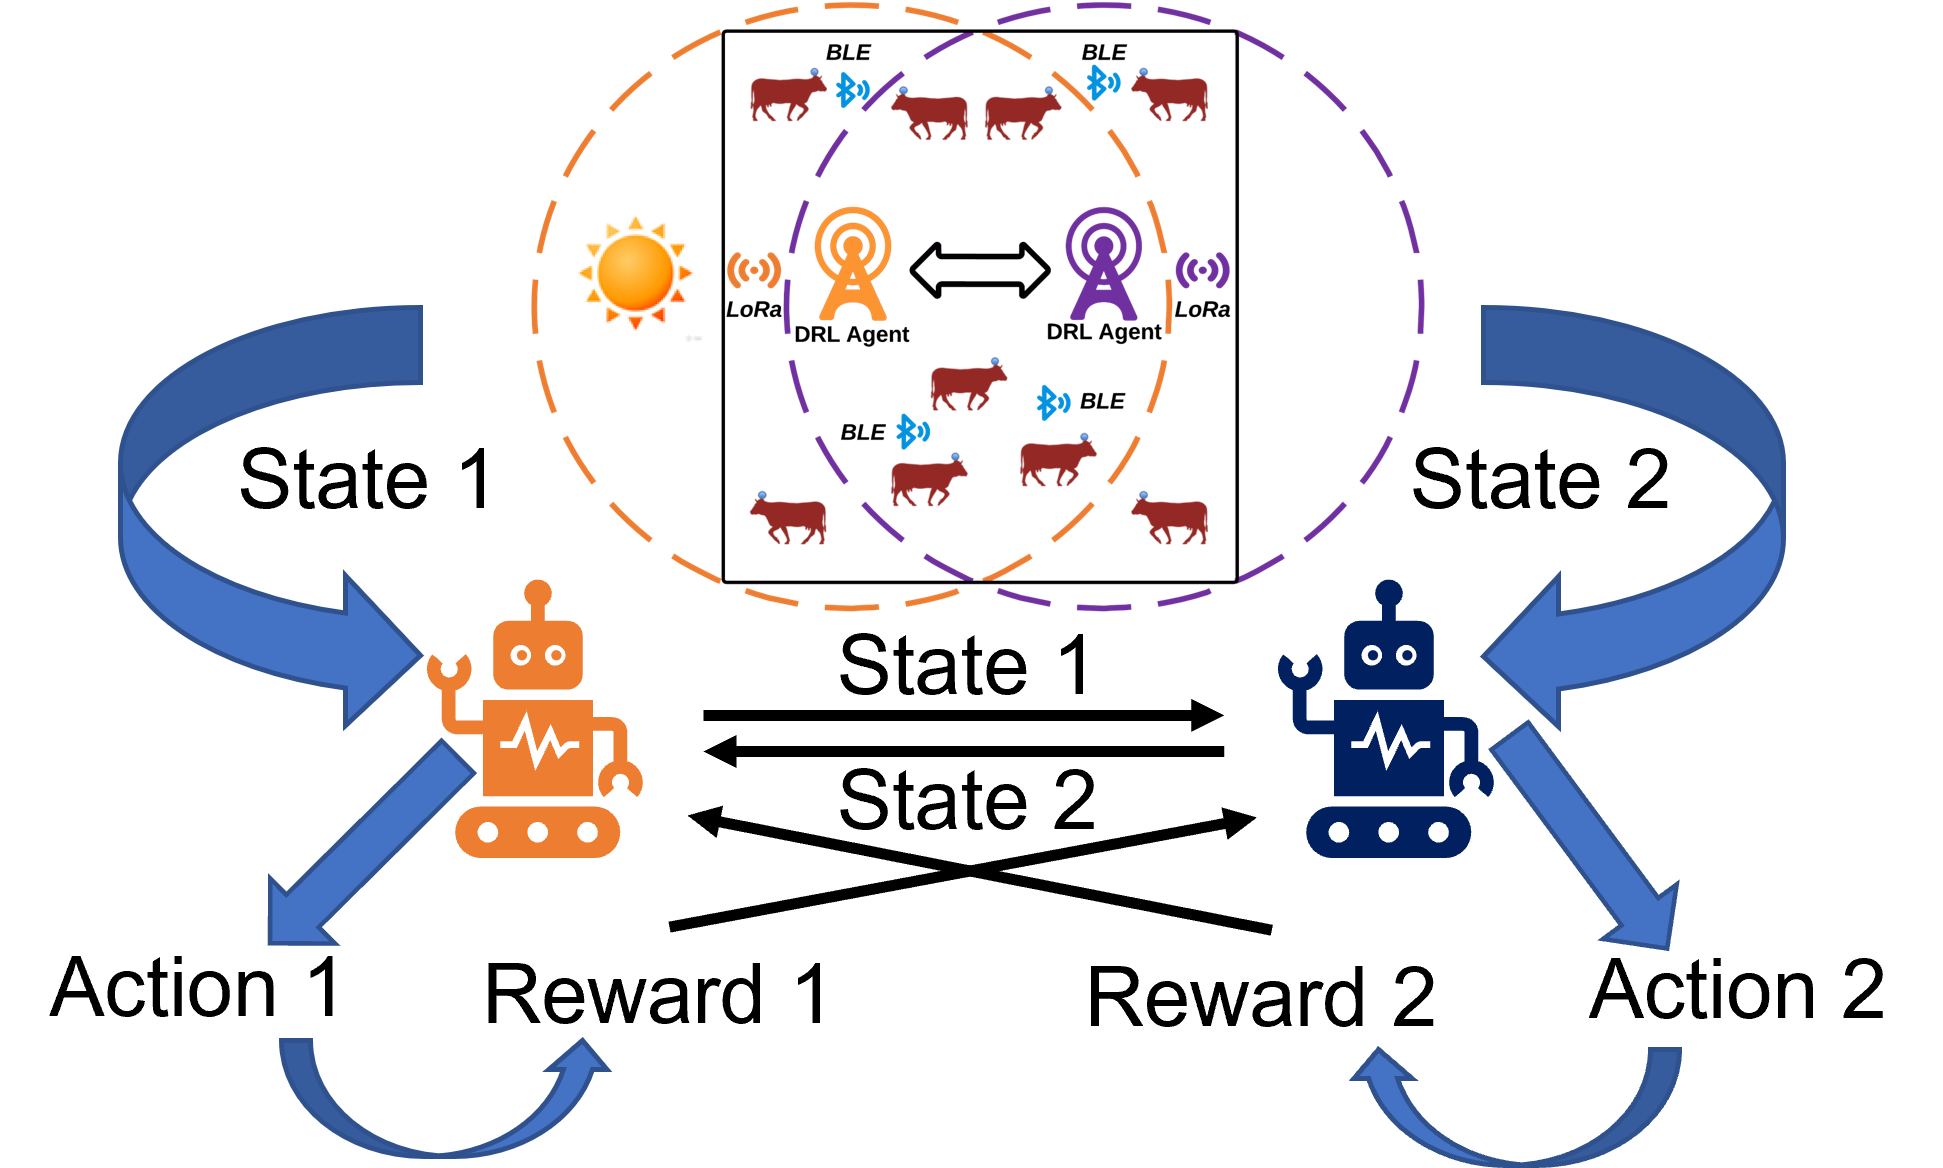 BLE
BLE
LoRa
LoRa
DRL Agent
DRL Agent
BLE
BLE
State 1
State 2
State 1
State 2
Action 1
Reward 1
Reward 2
Action 2